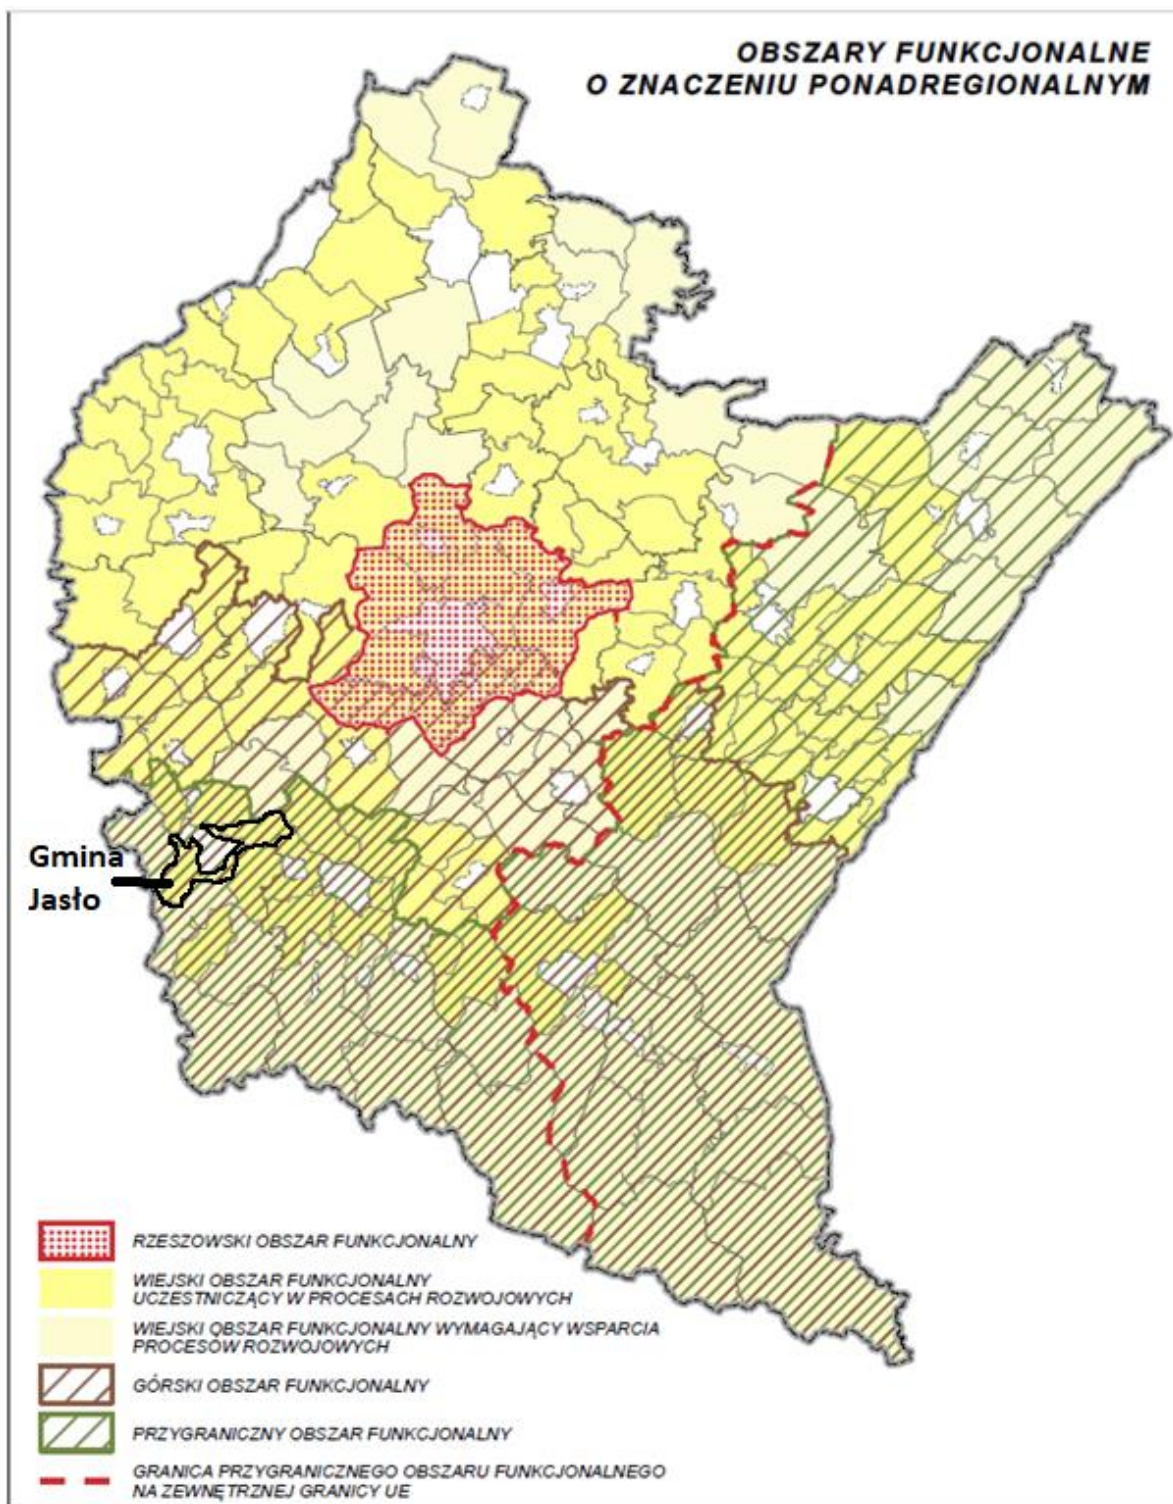 OBSZARY FUNKCJONALNE
O ZNACZENIU PONADREGIONALNYM
Gmina
Jasło
RZESZOWSKI OBSZAR FUNKCJONALNY
WIEJSKI OBSZAR FUNKCJONALNY
UCZESTNICZĄCY W PROCESACH ROZWOJOWYCH
WIEJSKI OBSZAR FUNKCJONALNY WYMAGAJĄCY WSPARCIA
PROCESÓW ROZWOJOWYCH
GÓRSKI OBSZAR FUNKCJONALNY
PRZYGRANICZNY OBSZAR FUNKCJONALNY
GRANICA PRZYGRANICZNEGO OBSZARU FUNKCJONALNEGO
NA ZEWNĘTRZNEJ GRANICY UE